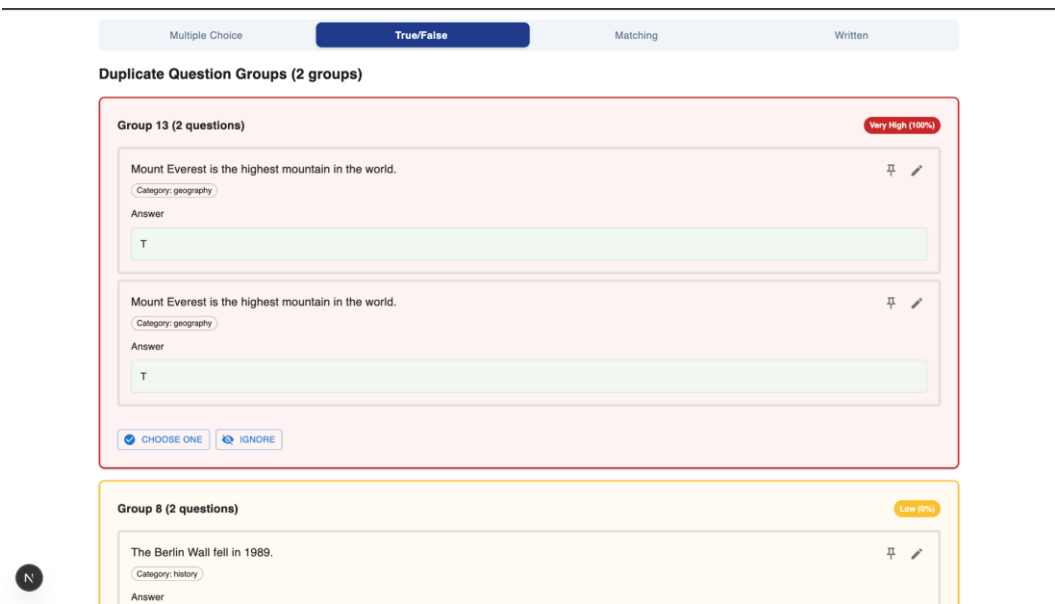 Multiple Choice True/False Matching Written
Duplicate Question Groups (2 groups)
Group 13 (2 questions) Very High (100%)
Mount Everest is the highest mountain in the world.
Category: geography
Answer
T
Mount Everest is the highest mountain in the world.
Category: geography
Answer
T
CHOOSE ONE IGNORE
Group 8 (2 questions) Low (0%)
The Berlin Wall fell in 1989.
Category: history
N
Answer